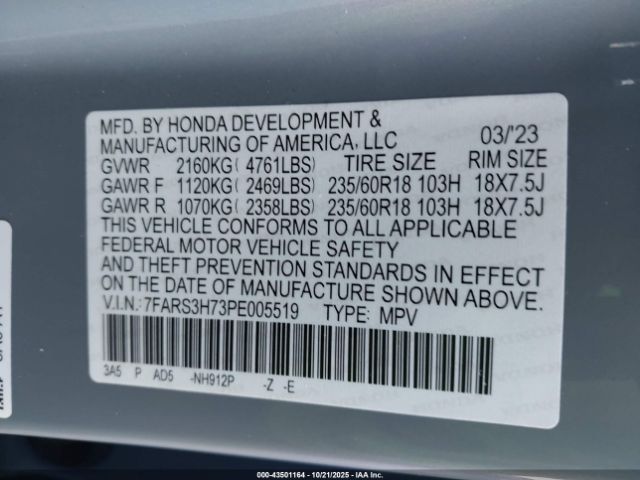 MFD. BY HONDA DEVELOPMENT &
MANUFACTURING OF AMERICA, LLC 03/'23
GVWR 2160KG( 4761LBS) TIRE SIZE RIM SIZE
GAWR F 1120KG( 2469LBS) 235/60R18 103H 18X7.5J
GAWR R 1070KG( 2358LBS) 235/60R18 103H 18X7.5J
THIS VEHICLE CONFORMS TO ALL APPLICABLE
FEDERAL MOTOR VEHICLE SAFETY
AND THEFT PREVENTION STANDARDS IN EFFECT
ON THE DATE OF MANUFACTURE SHOWN ABOVE.
V.I.N.:7FARS3H73PE005519 TYPE: MPV
3A5 P AD5 -NH912P -Z -E
000-43501164 - 10/21/2025 - IAA Inc.